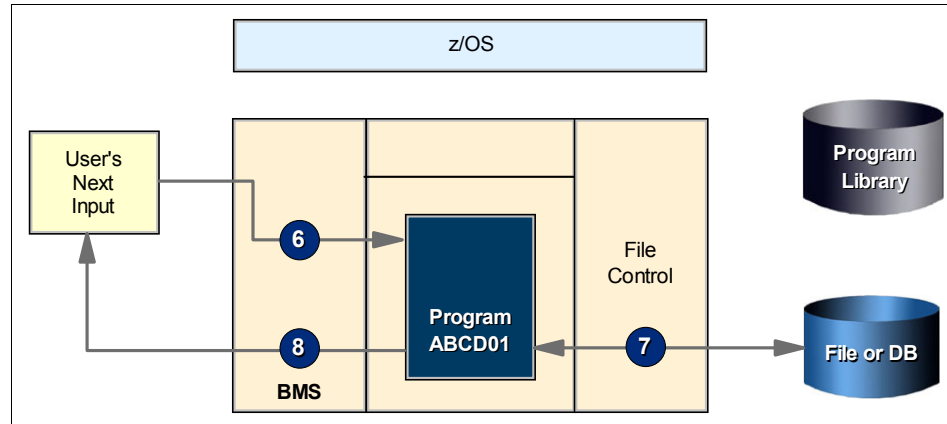 z/OS
User's
Next
Input
Program
Library
6
File
Control
Program
ABCD01
8
7
File or DB
BMS